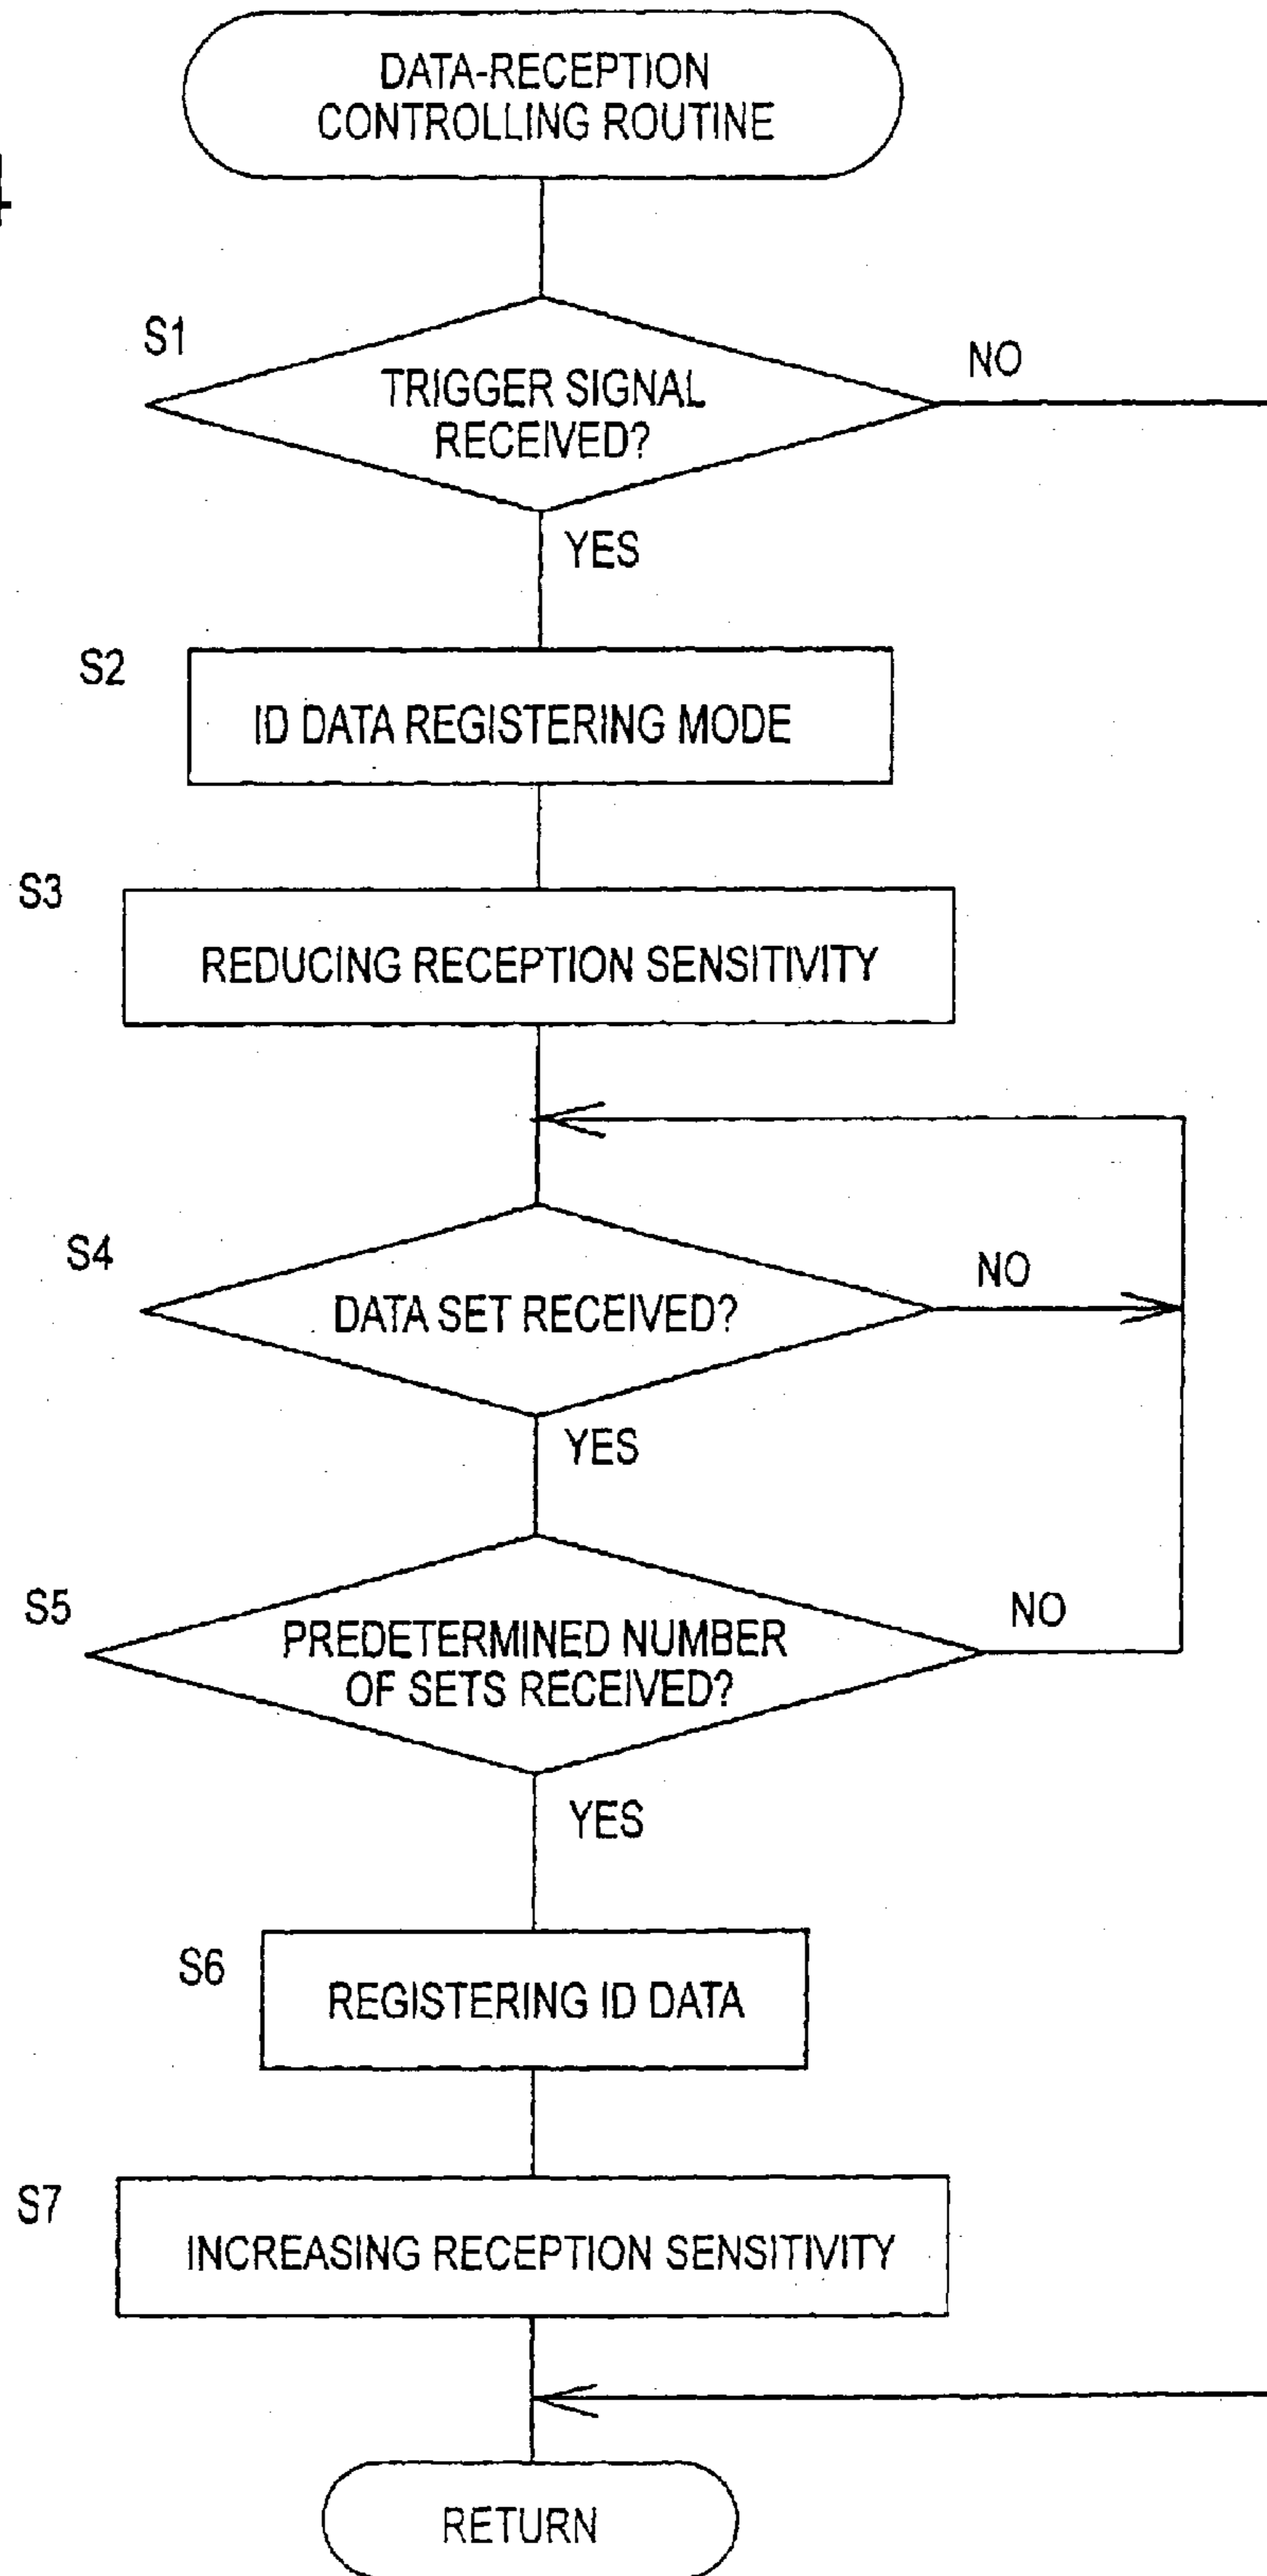 DATA-RECEPTION
CONTROLLING ROUTINE
S1
TRIGGER SIGNAL
RECEIVED?
NO
YES
S2
ID DATA REGISTERING MODE
S3
REDUCING RECEPTION SENSITIVITY
S4
DATA SET RECEIVED?
NO
YES
S5
PREDETERMINED NUMBER
OF SETS RECEIVED?
NO
YES
S6
REGISTERING ID DATA
S7
INCREASING RECEPTION SENSITIVITY
RETURN